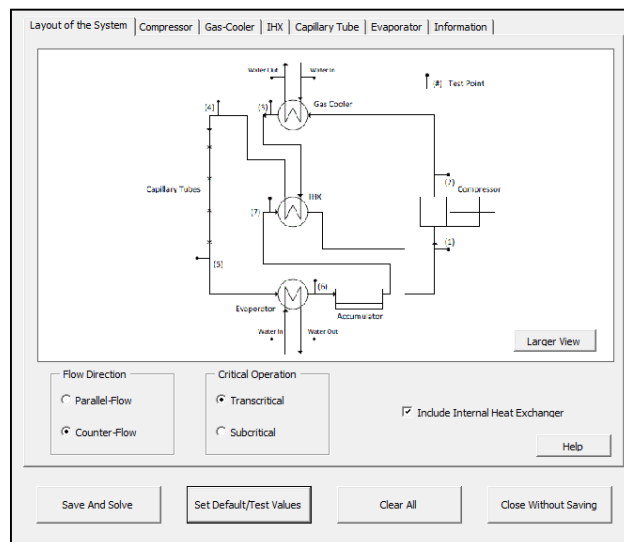 Layout of the System Compressor Gas-Cooler IHX Capillary Tube Evaporator Information
Water Out Water In
(#) Test Point
(4) (3) Gas Cooler
(2)
Capillary Tubes IHX Compressor
(7)
(1)
(5)
(6)
Evaporator
Accumulator
Water In Water Out
Larger View
Flow Direction Critical Operation
Parallel-Flow Transcritical
Include Internal Heat Exchanger
Counter-Flow Subcritical
Help
Save And Solve Set Default/Test Values Clear All Close Without Saving